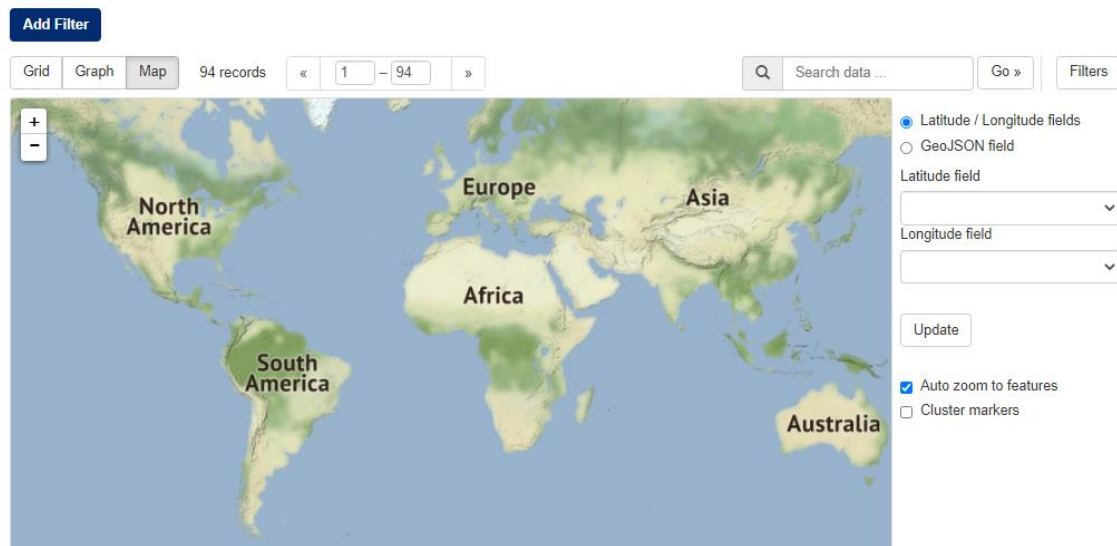 Add Filter
Grid Graph Map 94 records « 1 – 94 » Search data ... Go » Filters
+
-
Latitude / Longitude fields
GeoJSON field
Latitude field
Longitude field
Update
Auto zoom to features
Cluster markers
North
America
Europe
Asia
Africa
South
America
Australia